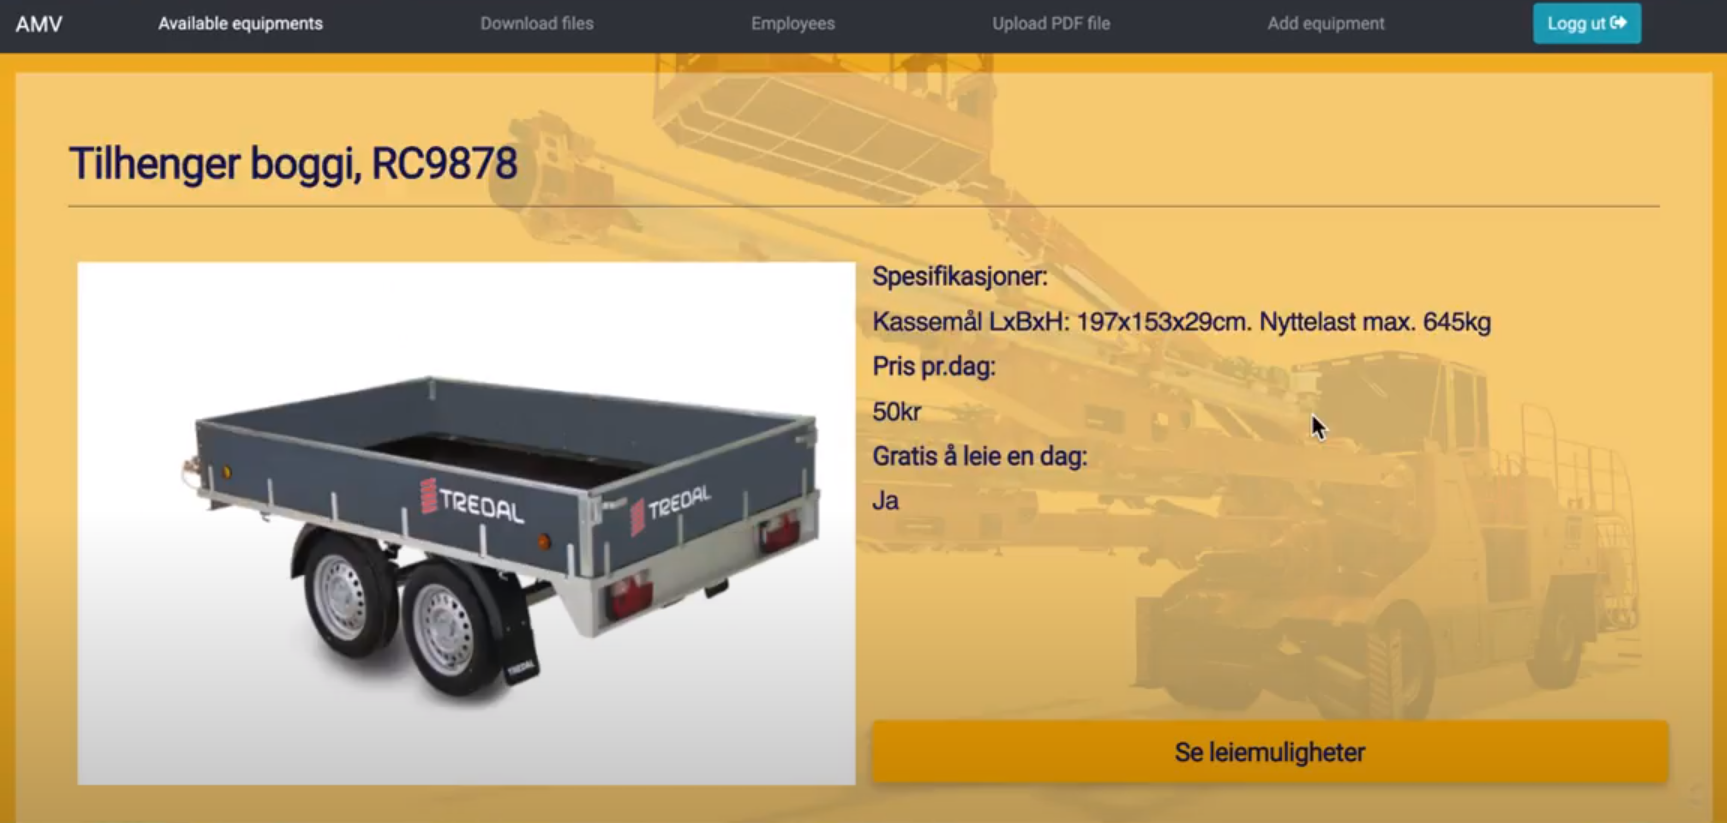 AMV
Available equipments
Download files
Employees
Upload PDF file
Add equipment
Logg ut
Tilhenger boggi, RC9878
Spesifikasjoner:
Kassemål LxBxH: 197x153x29cm. Nyttelast max. 645kg
Pris pr.dag:
50kr
Gratis å leie en dag:
Ja
TREDAL
TREDAL
TREDAL
Se leiemuligheter